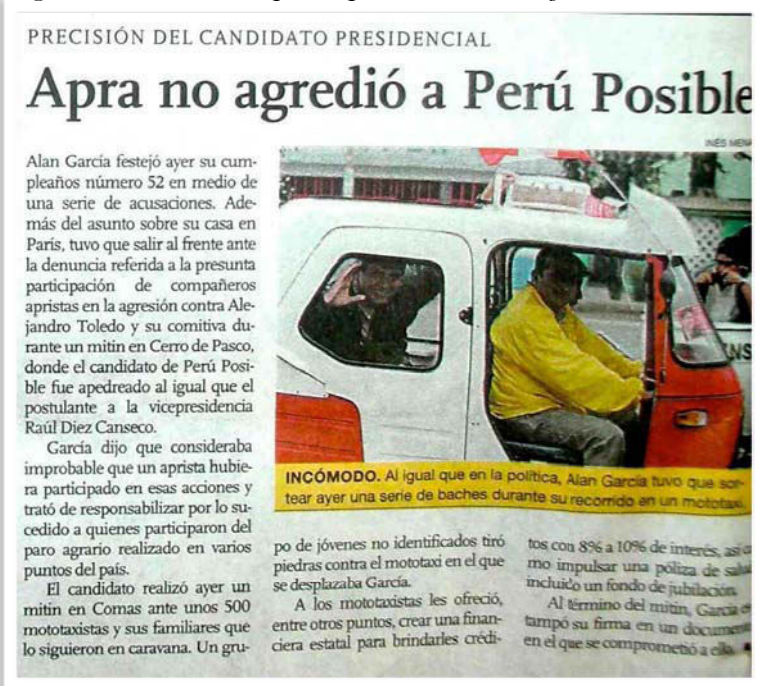 PRECISIÓN DEL CANDIDATO PRESIDENCIAL
Apra no agredió a Perú Posible
INÉS MENA
Alan García festejó ayer su cum-
pleaños número 52 en medio de
una serie de acusaciones. Ade-
más del asunto sobre su casa en
París, tuvo que salir al frente ante
la denuncia referida a la presunta
participación de compañeros
apristas en la agresión contra Ale-
jandro Toledo y su comitiva du-
rante un mitin en Cerro de Pasco,
donde el candidato de Perú Posi-
ble fue apedreado al igual que el
postulante a la vicepresidencia
Raúl Diez Canseco.
García dijo que consideraba
improbable que un aprista hubie-
ra participado en esas acciones y
trató de responsabilizar por lo su-
cedido a quienes participaron del
paro agrario realizado en varios
puntos del país.
El candidato realizó ayer un
mitin en Comas ante unos 500
mototaxistas y sus familiares que
lo siguieron en caravana. Un gru-
INCÓMODO. Al igual que en la política, Alan García tuvo que sor-
tear ayer una serie de baches durante su recorrido en un mototaxi.
po de jóvenes no identificados tiró
piedras contra el mototaxi en el que
se desplazaba García.
A los mototaxistas les ofreció,
entre otros puntos, crear una finan-
ciera estatal para brindarles crédi-
tos con 8% a 10% de interés, así
mo impulsar una póliza de salud
incluido un fondo de jubilación.
Al término del mitin, García
tampó su firma en un documento
en el que se comprometió a ello.